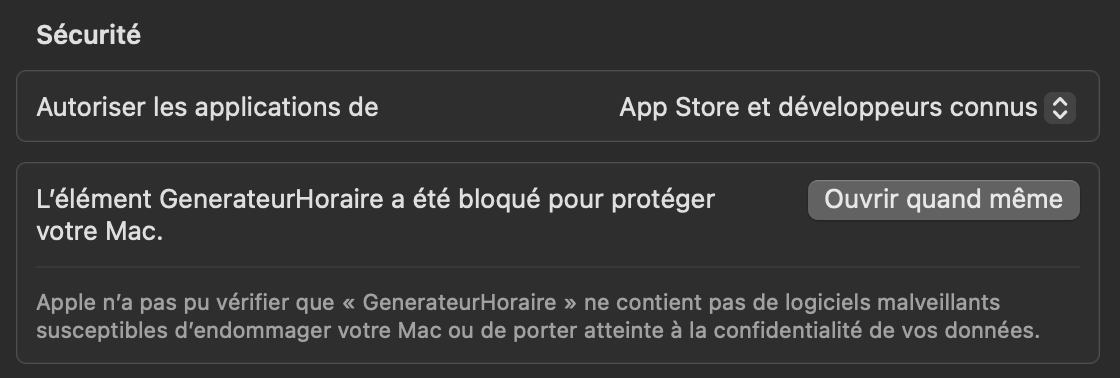 Sécurité
Autoriser les applications de
App Store et développeurs connus
L’élément GenerateurHoraire a été bloqué pour protéger
votre Mac.
Ouvrir quand même
Apple n’a pas pu vérifier que « GenerateurHoraire » ne contient pas de logiciels malveillants
susceptibles d’endommager votre Mac ou de porter atteinte à la confidentialité de vos données.